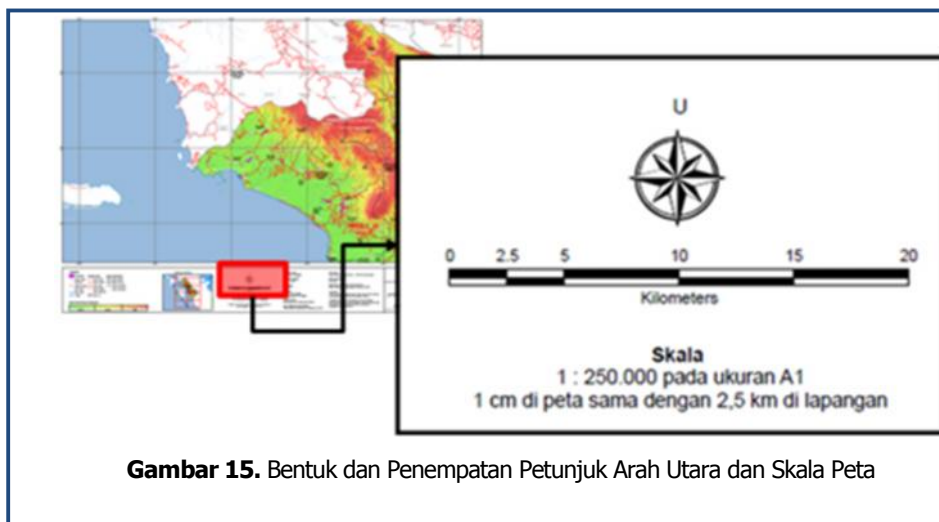 U
0 2.5 5 10 15 20
Kilometers
Skala
1 : 250.000 pada ukuran A1
1 cm di peta sama dengan 2,5 km di lapangan
Gambar 15. Bentuk dan Penempatan Petunjuk Arah Utara dan Skala Peta